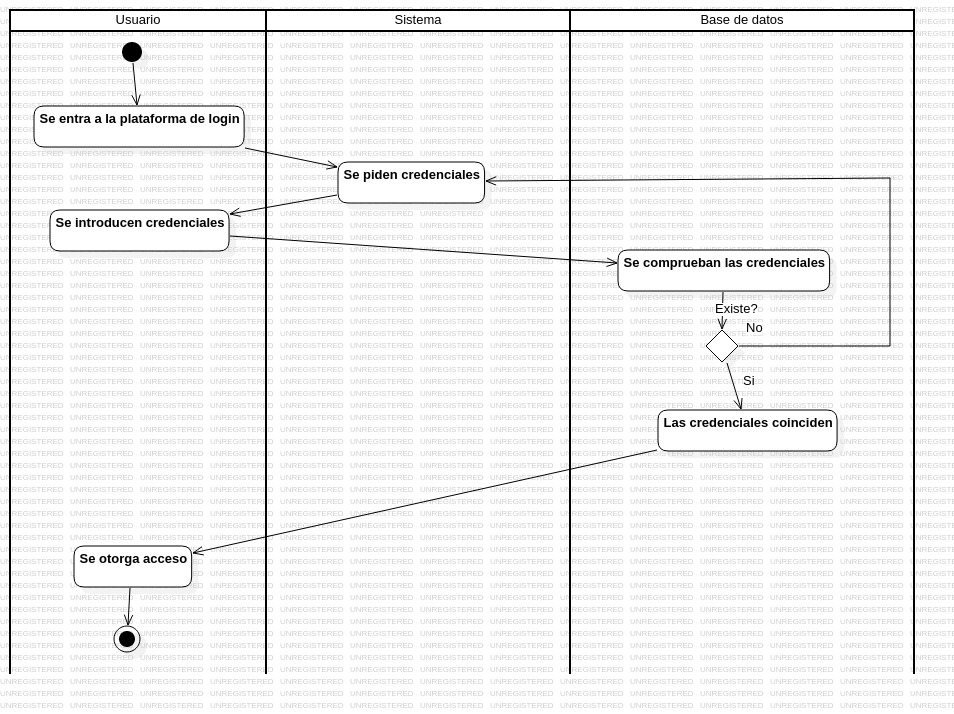 Usuario
Sistema
Base de datos
Se entra a la plataforma de login
Se piden credenciales
Se introducen credenciales
Se comprueban las credenciales
Existe?
No
Si
Las credenciales coinciden
Se otorga acceso
UNREGISTERED